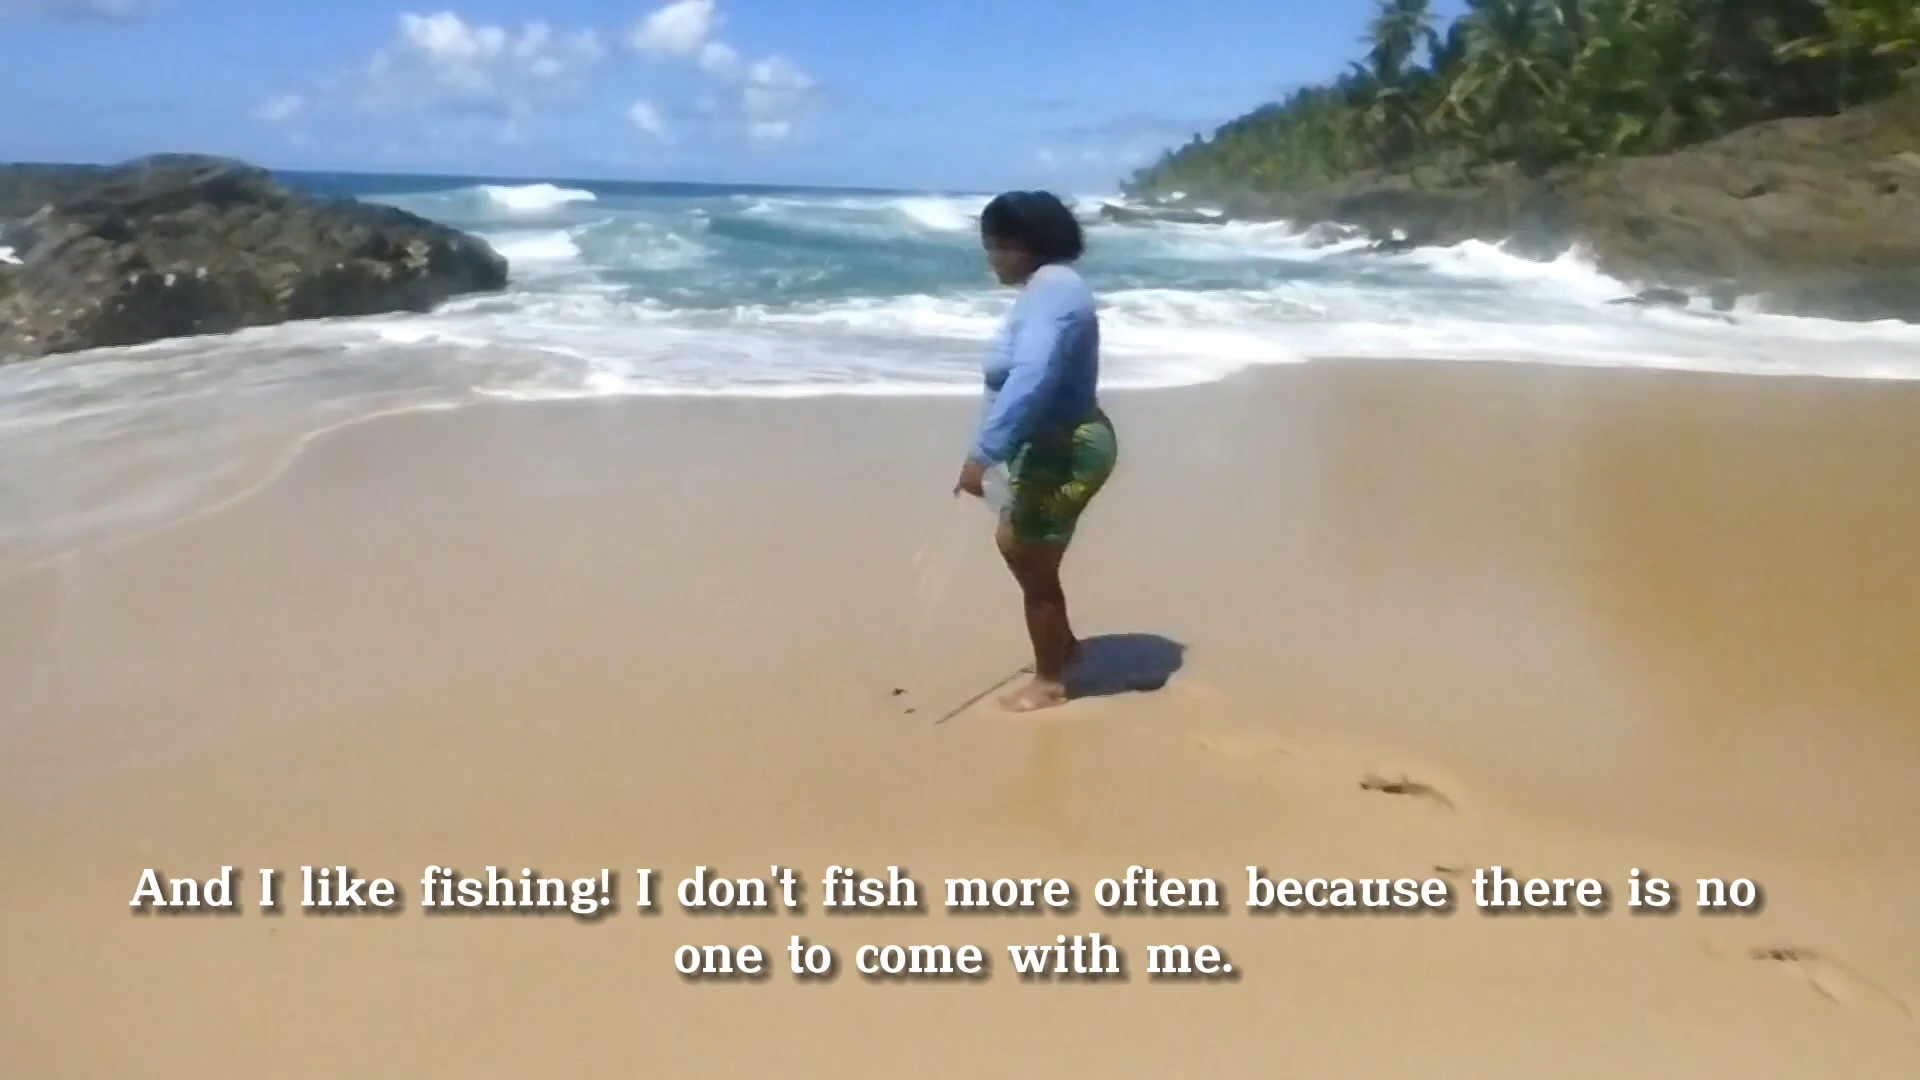 And I like fishing! I don't fish more often because there is no
one to come with me.